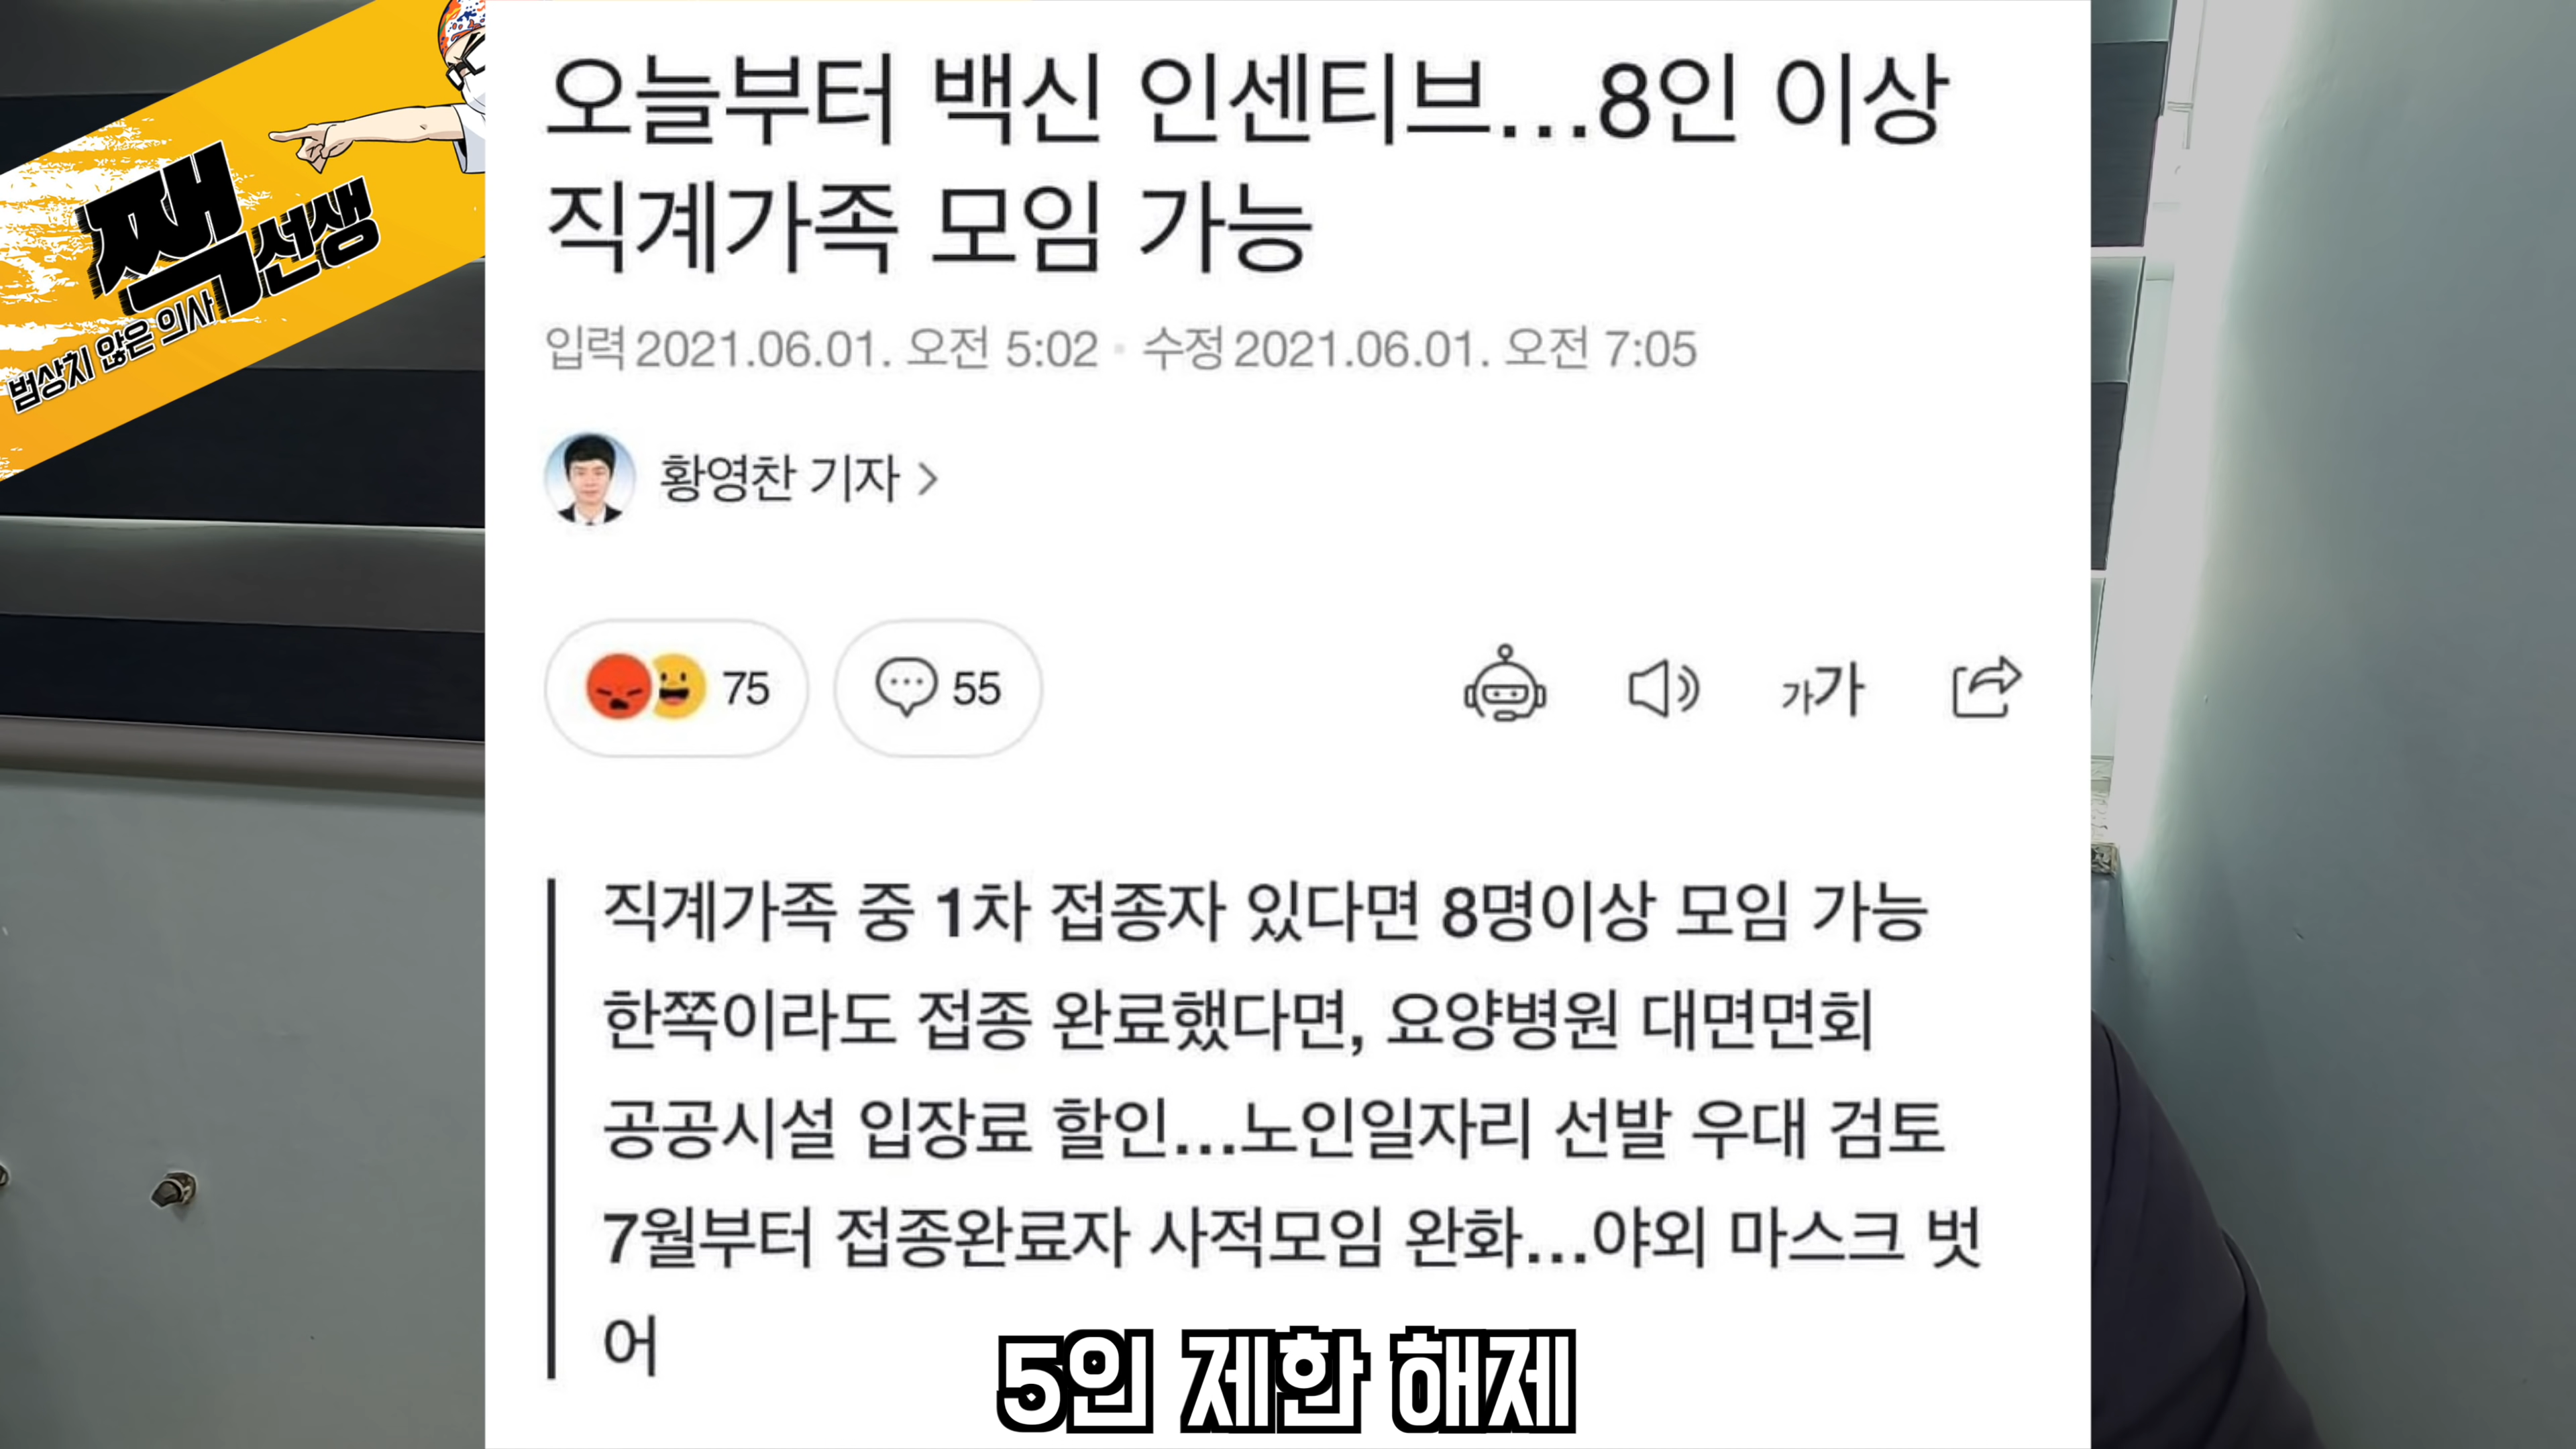 쨱선생
범상치 않은 의사
오늘부터 백신 인센티브...8인 이상
직계가족 모임 가능
입력 2021.06.01. 오전 5:02 · 수정 2021.06.01. 오전 7:05
황영찬 기자 >
75
55
가가
직계가족 중 1차 접종자 있다면 8명이상 모임 가능
한쪽이라도 접종 완료했다면, 요양병원 대면면회
공공시설 입장료 할인...노인일자리 선발 우대 검토
7월부터 접종완료자 사적모임 완화...야외 마스크 벗
어
5인 제한 해제